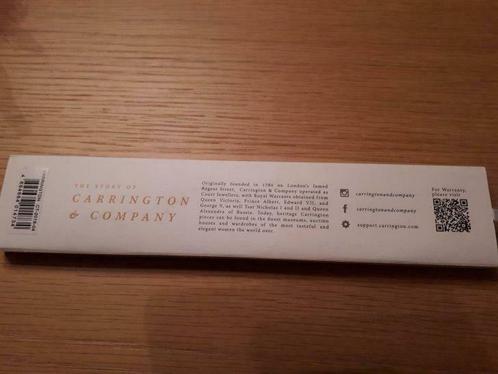 THE STORY OF
CARRINGTON
& COMPANY
Originally founded in 1780 on London's famed
Regent Street, Carrington & Company operated as
Court Jewellers, with Royal Warrants obtained from
Queen Victoria, Prince Albert, Edward VII, and
George V, as well Tsar Nicholas I and II and Queen
Alexandra of Russia. Today, heritage Carrington
pieces can be found in the finest museums, auction
houses and wardrobes of the most tasteful and
elegant women the world over.
carringtonandcompany
carringtonandcompany
support.carrington.com
For Warranty,
please visit